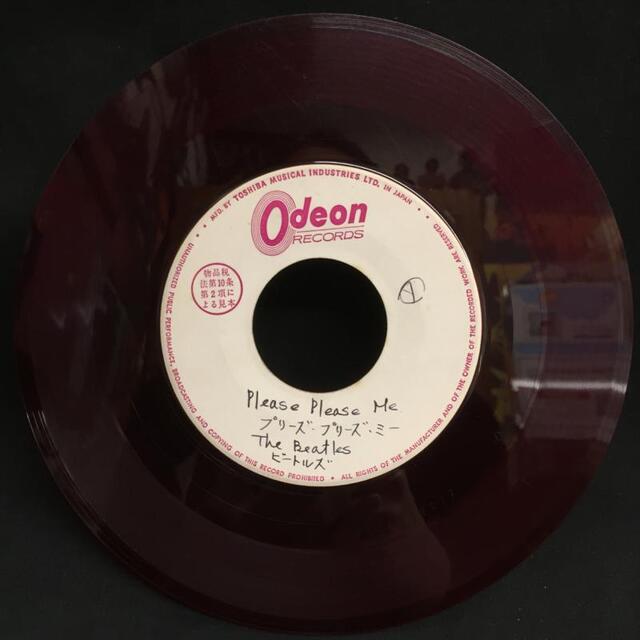 • MFD. BY TOSHIBA MUSICAL INDUSTRIES LTD. IN JAPAN •
Odeon
RECORDS
物品税
法第10条
第2項に
よる見本
Please Please Me
プリーズ・プリーズ・ミー
The Beatles
ビートルズ
UNAUTHORIZED PUBLIC PERFORMANCE, BROADCASTING AND COPYING OF THIS RECORD PROHIBITED • ALL RIGHTS OF THE MANUFACTURER AND OF THE OWNER OF THE RECORDED WORK ARE RESERVED